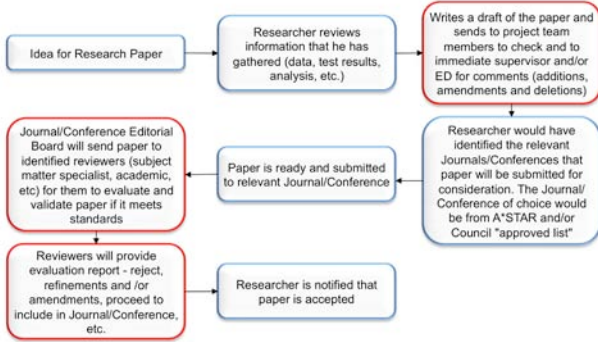 Idea for Research Paper
Researcher reviews
information that he has
gathered (data, test results,
analysis, etc.)
Writes a draft of the paper and
sends to project team
members to check and to
immediate supervisor and/or
ED for comments (additions,
amendments and deletions)
Researcher would have
identified the relevant
Journals/Conferences that
paper will be submitted for
consideration. The Journal/
Conference of choice would
be from A*STAR and/or
Council "approved list"
Paper is ready and submitted
to relevant Journal/Conference
Journal/Conference Editorial
Board will send paper to
identified reviewers (subject
matter specialist, academic,
etc) for them to evaluate and
validate paper if it meets
standards
Reviewers will provide
evaluation report - reject,
refinements and /or
amendments, proceed to
include in Journal/Conference,
etc.
Researcher is notified that
paper is accepted